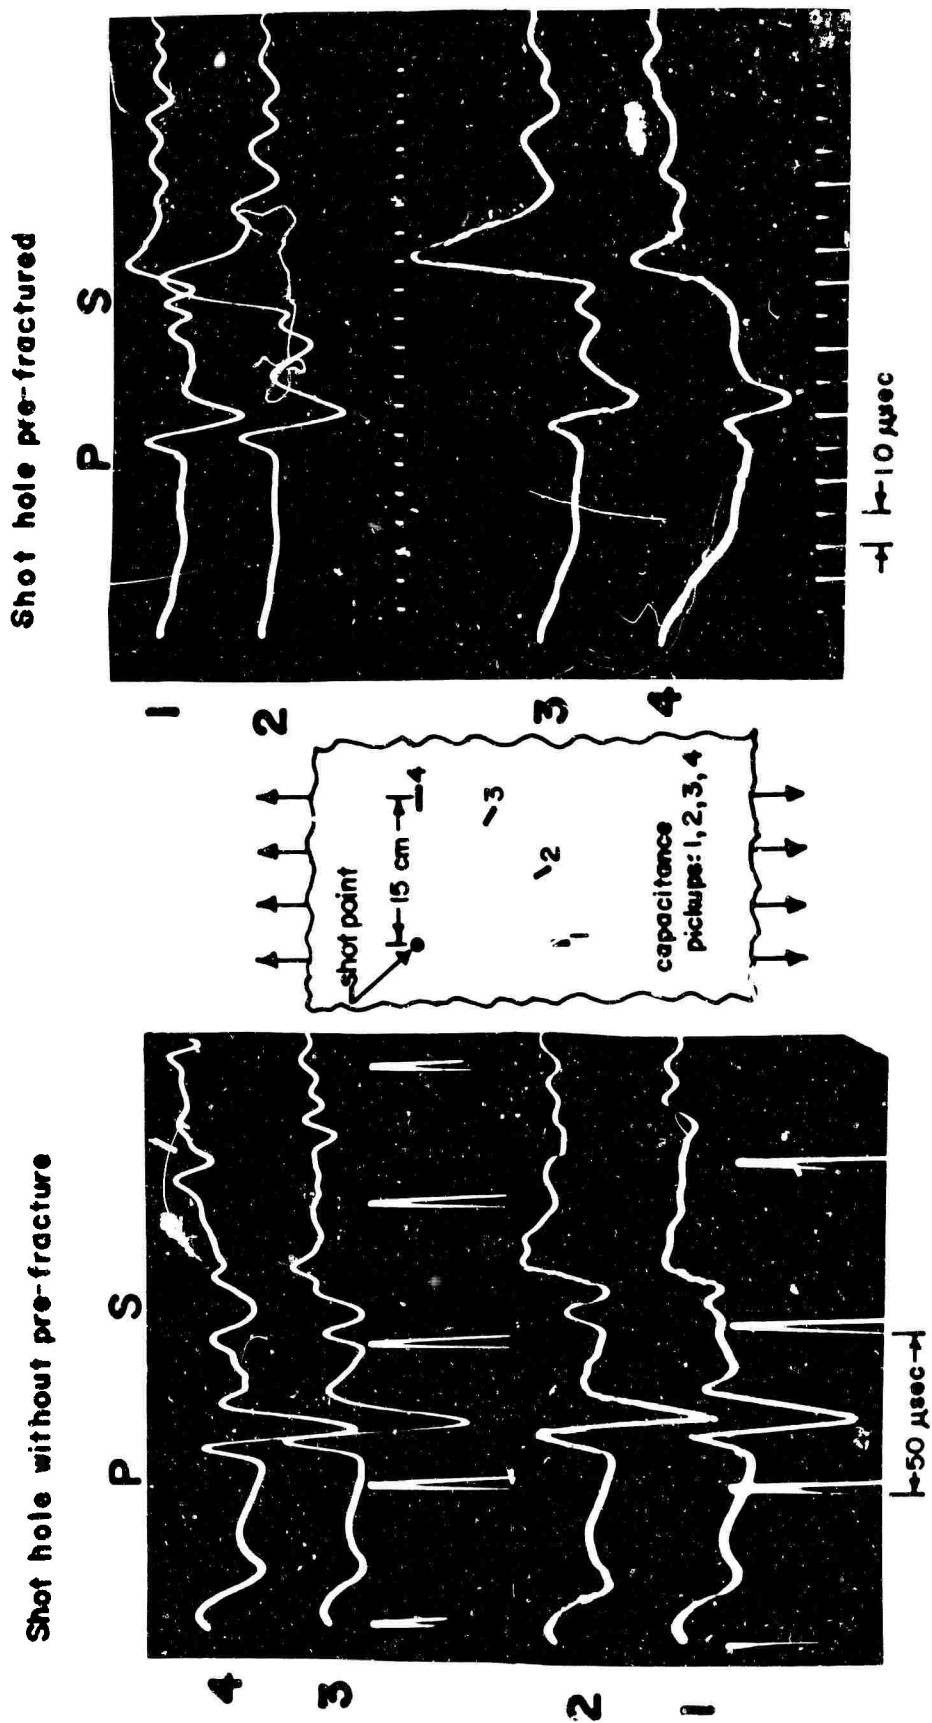 Shot hole without pre-fracture
P S
4
3
2
1
50 µsec
shot point
15 cm
4
3
2
capacitance
pickups: 1, 2, 3, 4
Shot hole pre-fractured
P S
1
2
3
4
10 µsec